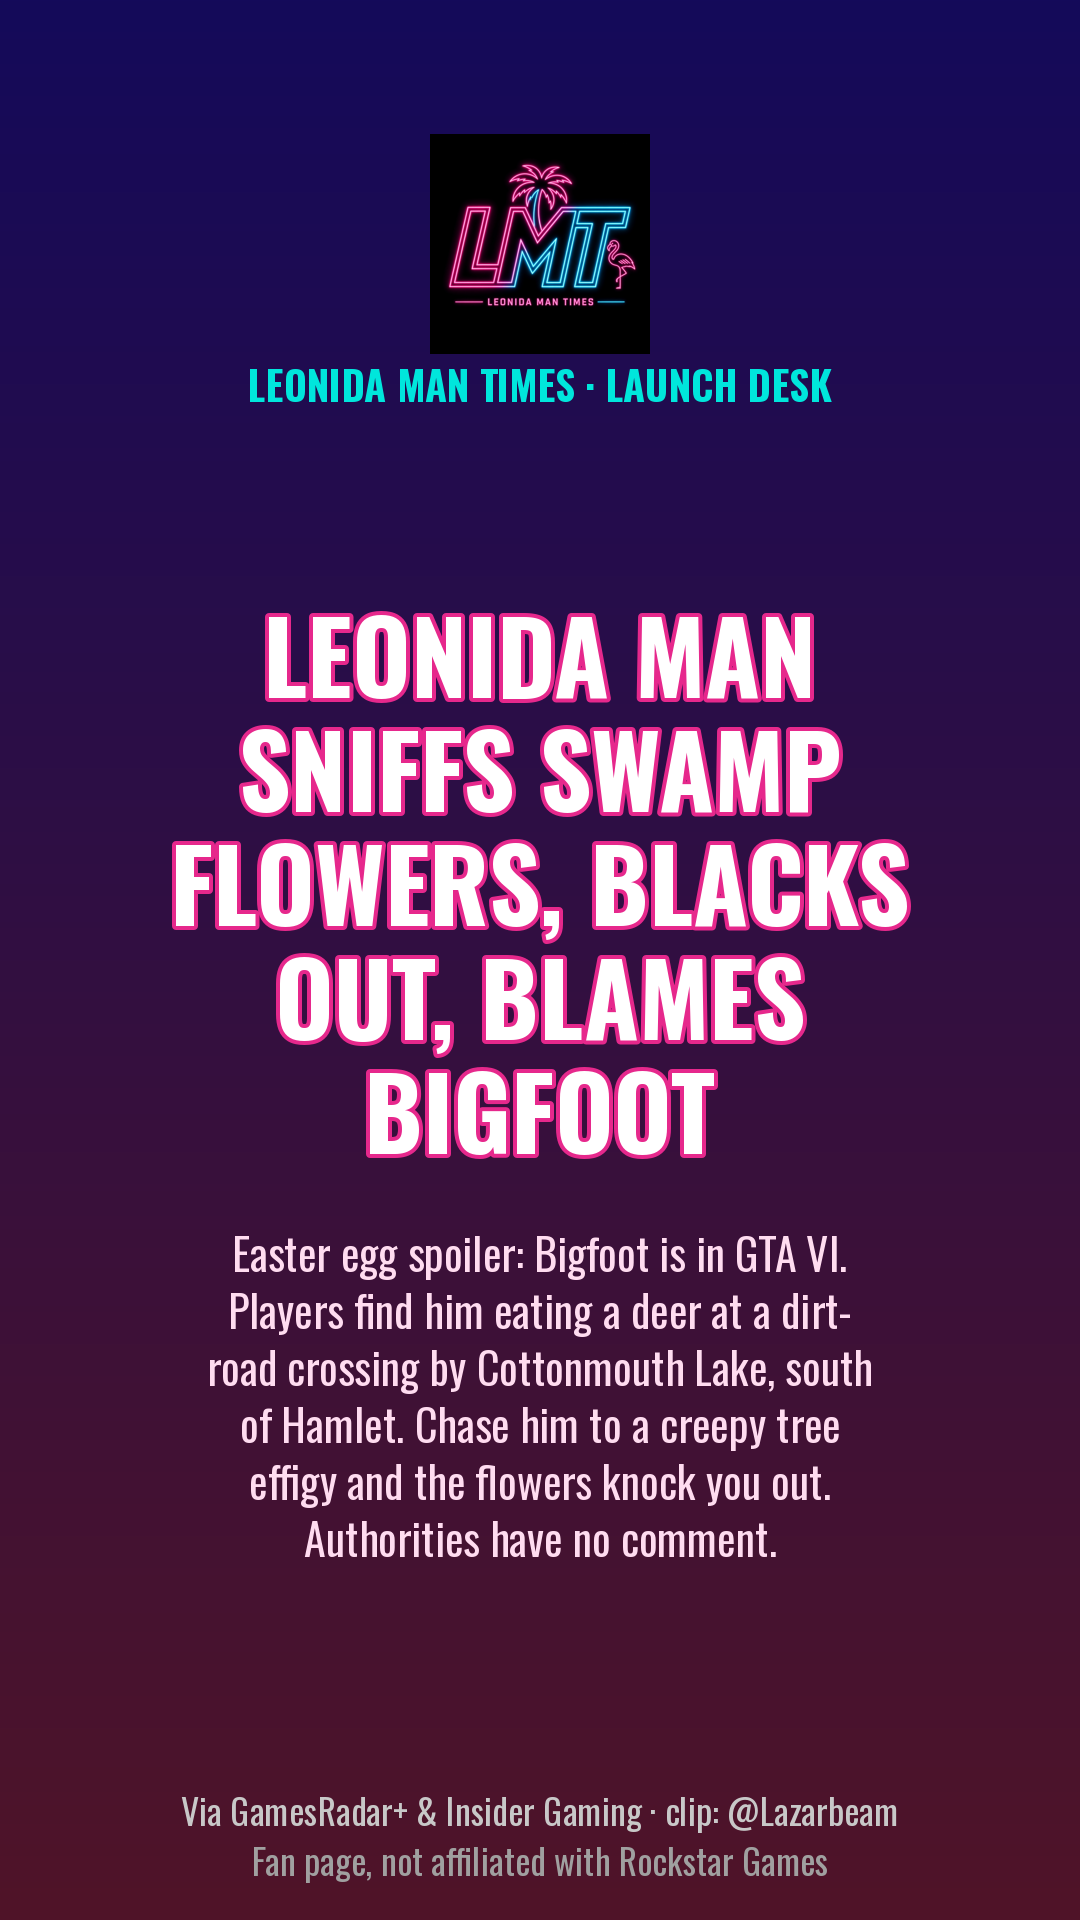 LMT
LEONIDA MAN TIMES
LEONIDA MAN TIMES · LAUNCH DESK
LEONIDA MAN
SNIFFS SWAMP
FLOWERS, BLACKS
OUT, BLAMES
BIGFOOT
Easter egg spoiler: Bigfoot is in GTA VI.
Players find him eating a deer at a dirt-
road crossing by Cottonmouth Lake, south
of Hamlet. Chase him to a creepy tree
effigy and the flowers knock you out.
Authorities have no comment.
Via GamesRadar+ & Insider Gaming · clip: @Lazarbeam
Fan page, not affiliated with Rockstar Games